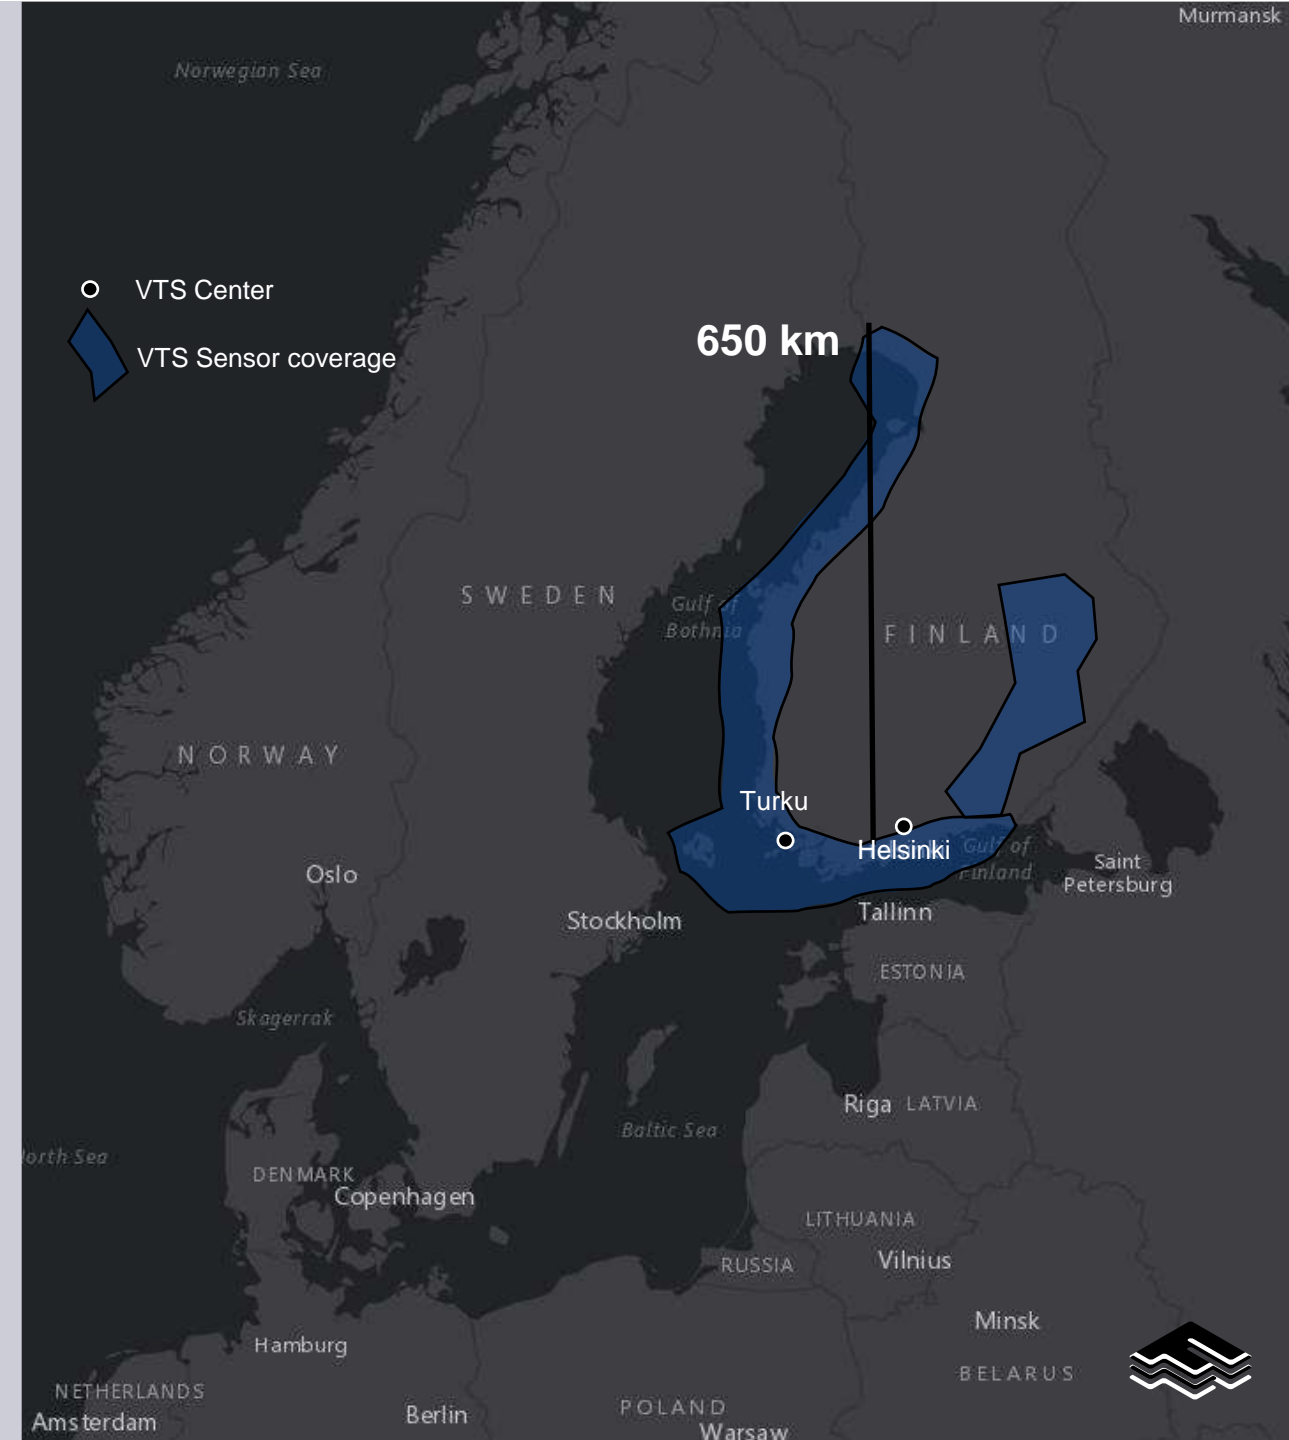 Murmansk
Norwegian Sea
VTS Center
650 km
VTS Sensor coverage
SWEDEN
Gulf of
Bothnia
FINLAND
NORWAY
Turku
Helsinki
Gulf of
Finland
Saint
Petersburg
Oslo
Stockholm
Tallinn
ESTONIA
Skagerrak
Riga LATVIA
Baltic Sea
orth Sea
DENMARK
Copenhagen
LITHUANIA
Vilnius
RUSSIA
Minsk
Hamburg
BELARUS
NETHERLANDS
Amsterdam
Berlin
POLAND
Warsaw